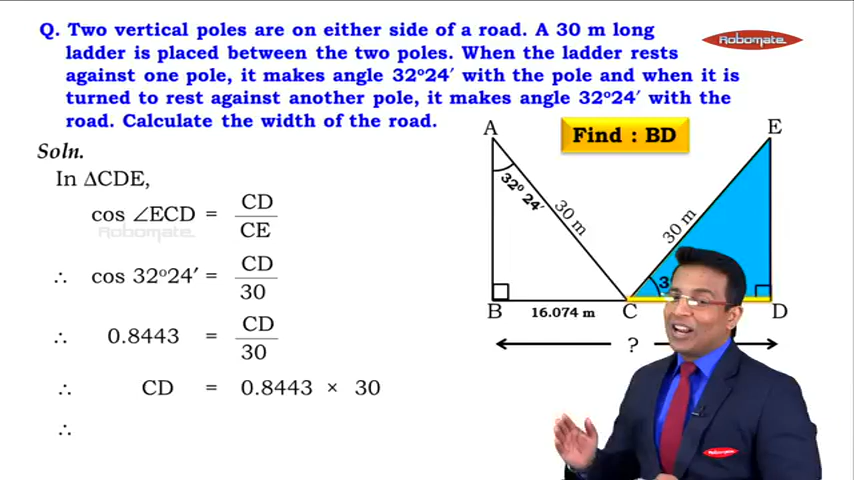 Q. Two vertical poles are on either side of a road. A 30 m long
ladder is placed between the two poles. When the ladder rests
against one pole, it makes angle 32°24′ with the pole and when it is
turned to rest against another pole, it makes angle 32°24′ with the
road. Calculate the width of the road.
Robomate
Soln.
Find : BD
In ΔCDE,
cos ∠ECD = CD / CE
Robomate
∴ cos 32°24′ = CD / 30
∴ 0.8443 = CD / 30
∴ CD = 0.8443 × 30
∴
A
E
32° 24′
30 m
30 m
B
16.074 m
C
D
?
Robomate